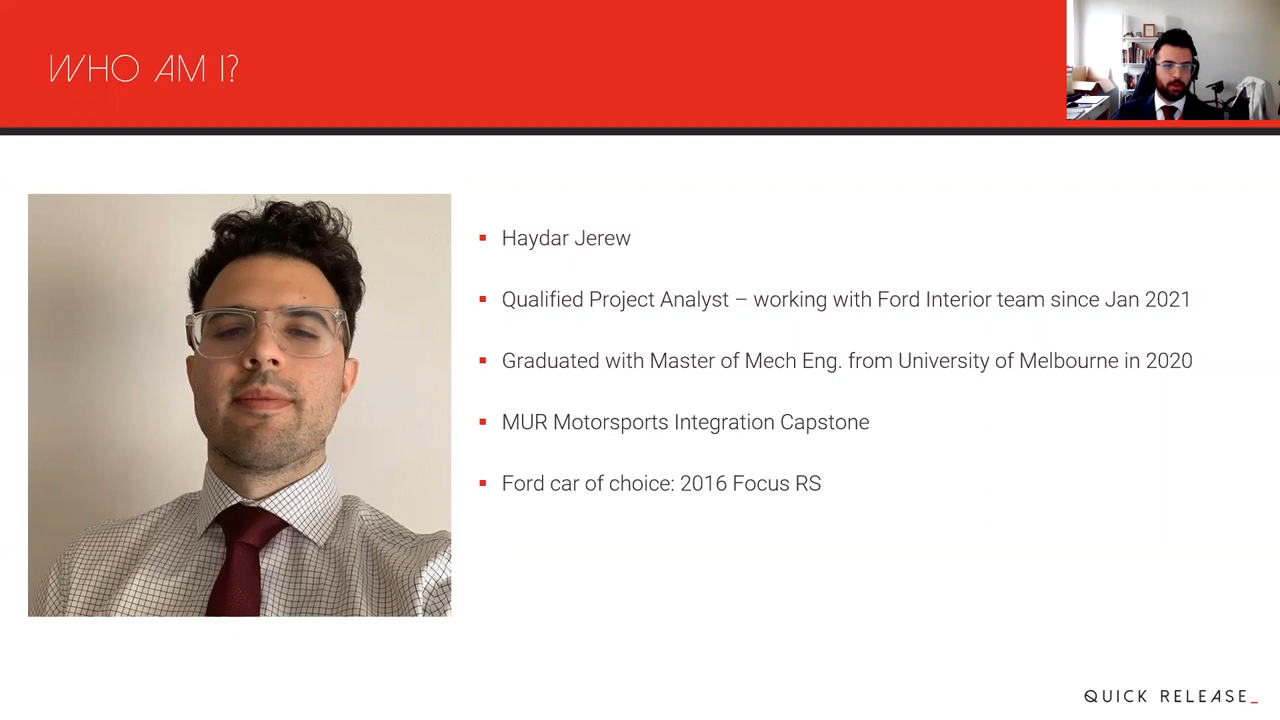 WHO AM I?
Haydar Jerew
Qualified Project Analyst – working with Ford Interior team since Jan 2021
Graduated with Master of Mech Eng. from University of Melbourne in 2020
MUR Motorsports Integration Capstone
Ford car of choice: 2016 Focus RS
QUICK RELEASE_